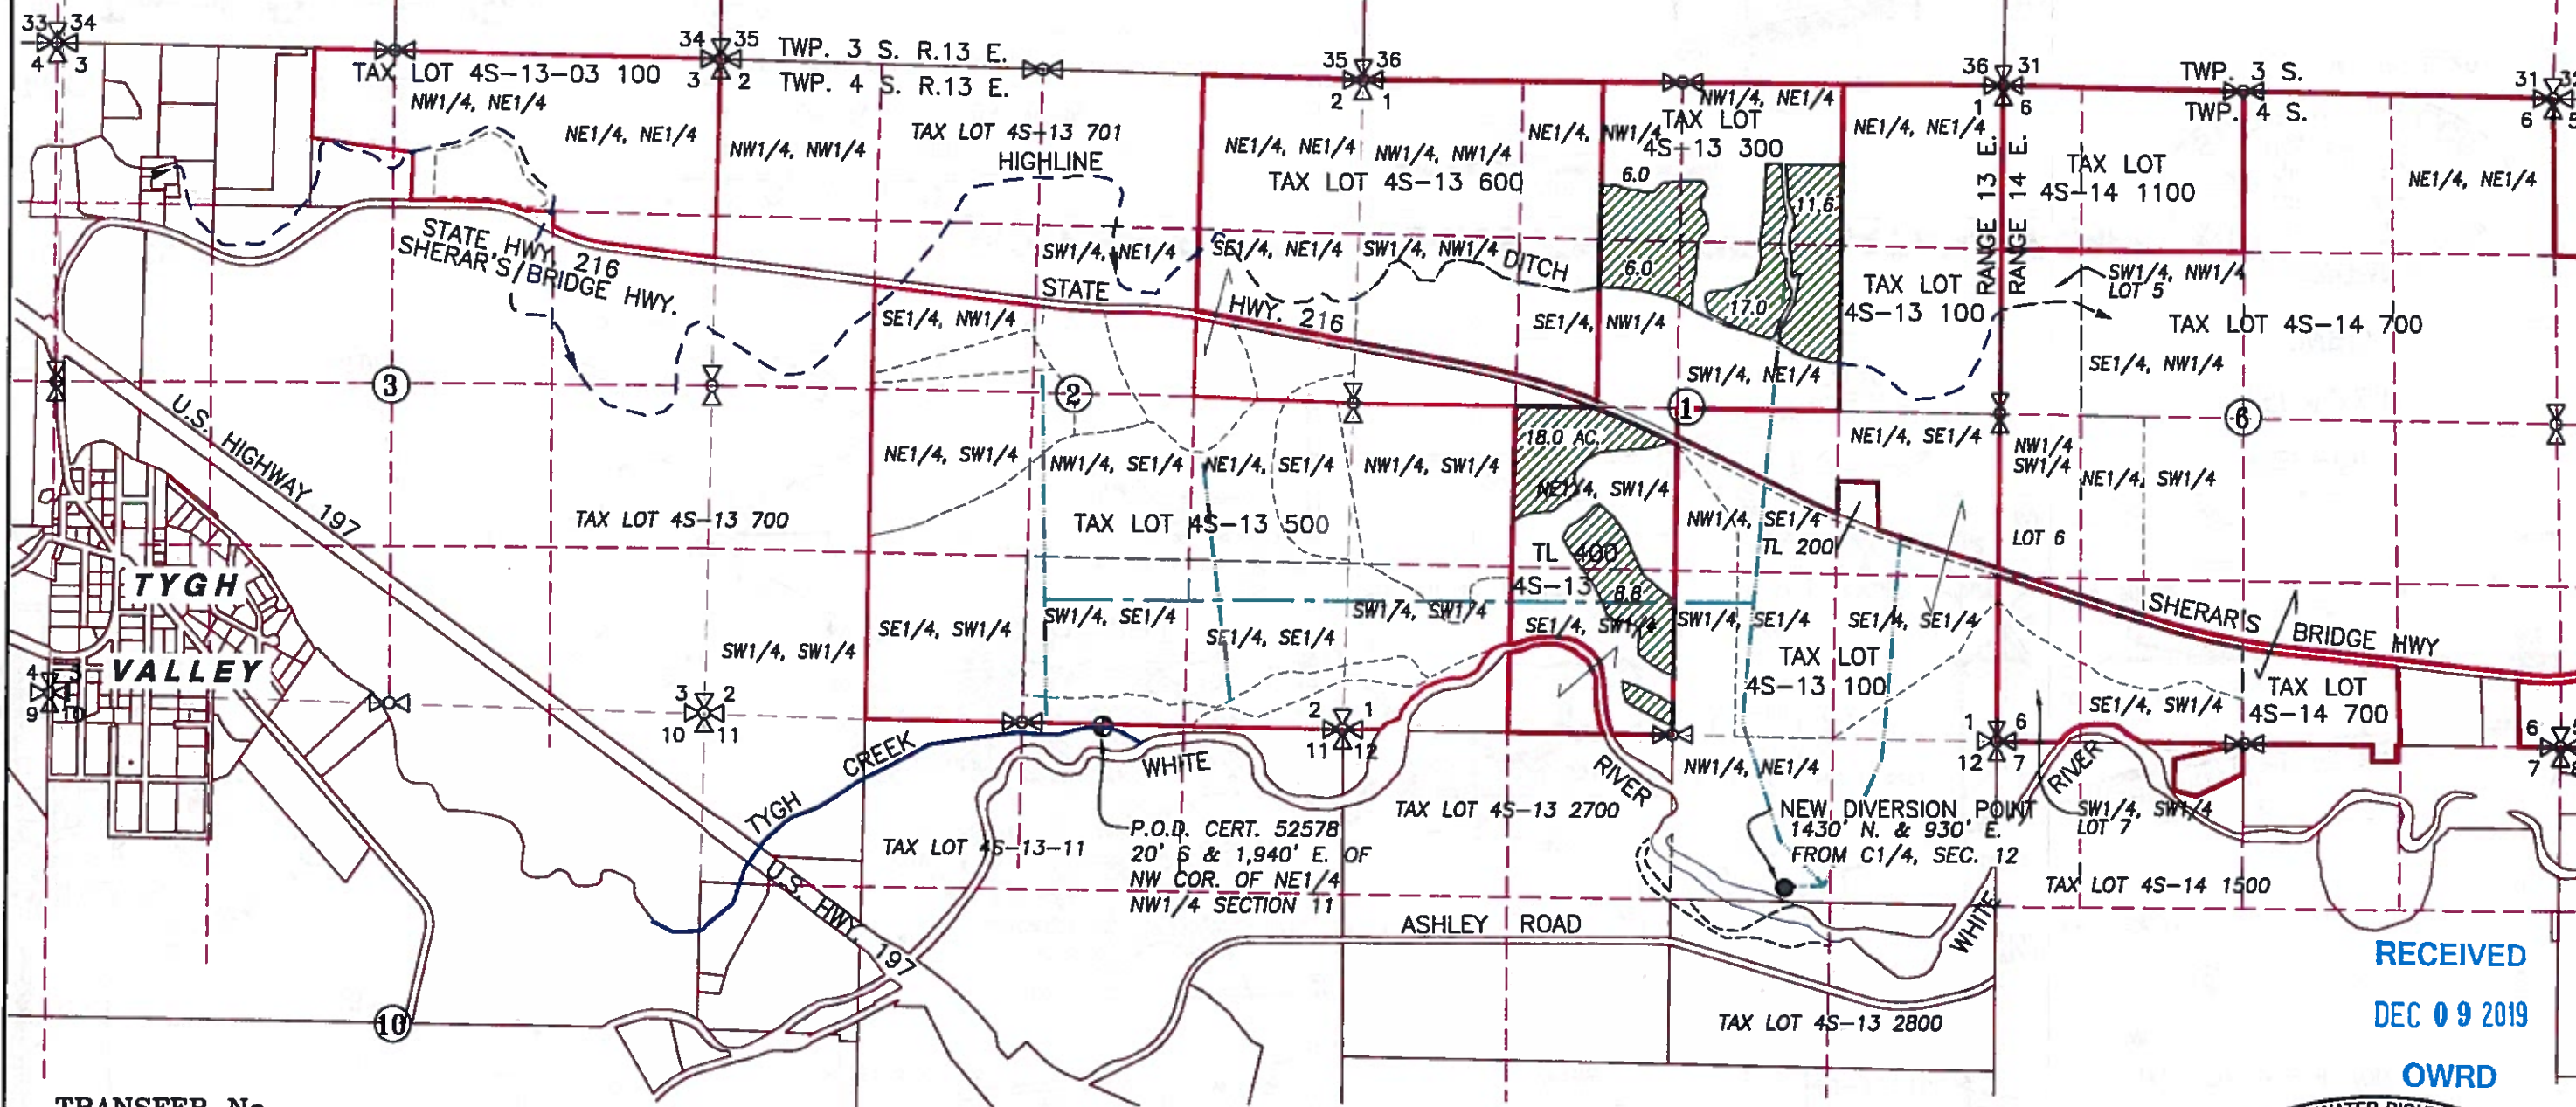 33 34
4 3
34 35
3 2
TWP. 3 S. R.13 E.
TWP. 4 S. R.13 E.
35 36
2 1
36 31
1 6
TWP. 3 S.
TWP. 4 S.
31 32
6 5
TAX LOT 4S-13-03 100
NW1/4, NE1/4
NE1/4, NE1/4
NW1/4, NW1/4
TAX LOT 4S-13 701
HIGHLINE
NE1/4, NE1/4
NW1/4, NW1/4
TAX LOT 4S-13 600
NE1/4, NW1/4
NW1/4, NE1/4
TAX LOT
4S-13 300
6.0
11.6
NE1/4, NE1/4
RANGE 13 E.
RANGE 14 E.
TAX LOT
4S-14 1100
NE1/4, NE1/4
STATE HWY. 216
SHERAR'S BRIDGE HWY.
SW1/4, NE1/4
SE1/4, NE1/4
SW1/4, NW1/4
DITCH
6.0
17.0
TAX LOT
4S-13 100
SW1/4, NW1/4
LOT 5
TAX LOT 4S-14 700
STATE
HWY. 216
SE1/4, NW1/4
SE1/4, NW1/4
SW1/4, NE1/4
SE1/4, NW1/4
3
2
1
6
U.S. HIGHWAY 197
NE1/4, SW1/4
NW1/4, SE1/4
NE1/4, SE1/4
NW1/4, SW1/4
18.0 AC.
NE1/4, SW1/4
NE1/4, SE1/4
NW1/4
SW1/4
NE1/4, SW1/4
TAX LOT 4S-13 700
TAX LOT 4S-13 500
NW1/4, SE1/4
TL 200
LOT 6
TL 400
4S-13
8.8
TYGH
VALLEY
SW1/4, SW1/4
SE1/4, SW1/4
SW1/4, SE1/4
SE1/4, SE1/4
SW1/4, SW1/4
SE1/4, SW1/4
SW1/4, SE1/4
SE1/4, SE1/4
SHERAR'S BRIDGE HWY
TAX LOT
4S-13 100
SE1/4, SW1/4
TAX LOT
4S-14 700
4 3
9 10
3 2
10 11
2 1
11 12
1 6
12 7
6 5
7 8
TYGH CREEK
WHITE
RIVER
NW1/4, NE1/4
RIVER
TAX LOT 4S-13-11
P.O.D. CERT. 52578
20' S & 1,940' E. OF
NW COR. OF NE1/4
NW1/4 SECTION 11
TAX LOT 4S-13 2700
NEW DIVERSION POINT
1430' N. & 930' E.
FROM C1/4, SEC. 12
SW1/4, SW1/4
LOT 7
TAX LOT 4S-14 1500
U.S. HWY. 197
ASHLEY ROAD
WHITE
10
TAX LOT 4S-13 2800
RECEIVED
DEC 09 2019
OWRD
TRANSFER No.